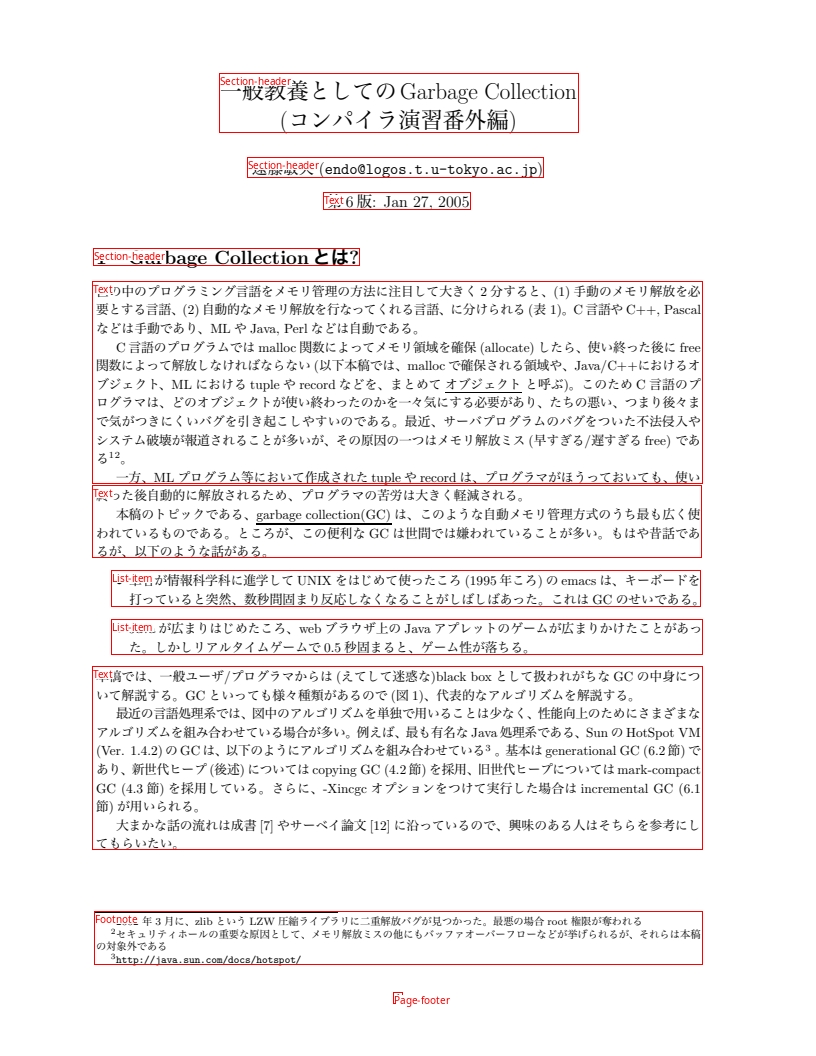 Section-header
一般教養としての Garbage Collection
(コンパイラ演習番外編)
Section-header
(endo@logos.t.u-tokyo.ac.jp)
Text
第 6 版: Jan 27, 2005
Section-header
Garbage Collection とは?
Text
の中のプログラミング言語をメモリ管理の方法に注目して大きく 2 分すると、(1) 手動のメモリ解放を必
要とする言語、(2) 自動的なメモリ解放を行なってくれる言語、に分けられる (表 1)。C 言語や C++, Pascal
などは手動であり、ML や Java, Perl などは自動である。
C 言語のプログラムでは malloc 関数によってメモリ領域を確保 (allocate) したら、使い終った後に free
関数によって解放しなければならない (以下本稿では、malloc で確保される領域や、Java/C++におけるオ
ブジェクト、ML における tuple や record などを、まとめて オブジェクト と呼ぶ)。このため C 言語のプ
ログラマは、どのオブジェクトが使い終わったのかを一々気にする必要があり、たちの悪い、つまり後々ま
で気がつきにくいバグを引き起こしやすいのである。最近、サーバプログラムのバグをついた不法侵入や
システム破壊が報道されることが多いが、その原因の一つはメモリ解放ミス (早すぎる/遅すぎる free) であ
る12。
一方、ML プログラム等において作成された tuple や record は、プログラマがほうっておいても、使い
Text
った後自動的に解放されるため、プログラマの苦労は大きく軽減される。
本稿のトピックである、garbage collection(GC) は、このような自動メモリ管理方式のうち最も広く使
われているものである。ところが、この便利な GC は世間では嫌われていることが多い。もはや昔話であ
るが、以下のような話がある。
List-item
が情報科学科に進学して UNIX をはじめて使ったころ (1995 年ころ) の emacs は、キーボードを
打っていると突然、数秒間固まり反応しなくなることがしばしばあった。これは GC のせいである。
List-item
が広まりはじめたころ、web ブラウザ上の Java アプレットのゲームが広まりかけたことがあっ
た。しかしリアルタイムゲームで 0.5 秒固まると、ゲーム性が落ちる。
Text
本稿では、一般ユーザ/プログラマからは (えてして迷惑な)black box として扱われがちな GC の中身につ
いて解説する。GC といっても様々種類があるので (図 1)、代表的なアルゴリズムを解説する。
最近の言語処理系では、図中のアルゴリズムを単独で用いることは少なく、性能向上のためにさまざまな
アルゴリズムを組み合わせている場合が多い。例えば、最も有名な Java 処理系である、Sun の HotSpot VM
(Ver. 1.4.2) の GC は、以下のようにアルゴリズムを組み合わせている3 。基本は generational GC (6.2 節) で
あり、新世代ヒープ (後述) については copying GC (4.2 節) を採用、旧世代ヒープについては mark-compact
GC (4.3 節) を採用している。さらに、-Xincgc オプションをつけて実行した場合は incremental GC (6.1
節) が用いられる。
大まかな話の流れは成書 [7] やサーベイ論文 [12] に沿っているので、興味のある人はそちらを参考にし
てもらいたい。
Footnote
年 3 月に、zlib という LZW 圧縮ライブラリに二重解放バグが見つかった。最悪の場合 root 権限が奪われる
2セキュリティホールの重要な原因として、メモリ解放ミスの他にもバッファオーバーフローなどが挙げられるが、それらは本稿
の対象外である
3http://java.sun.com/docs/hotspot/
Page-footer